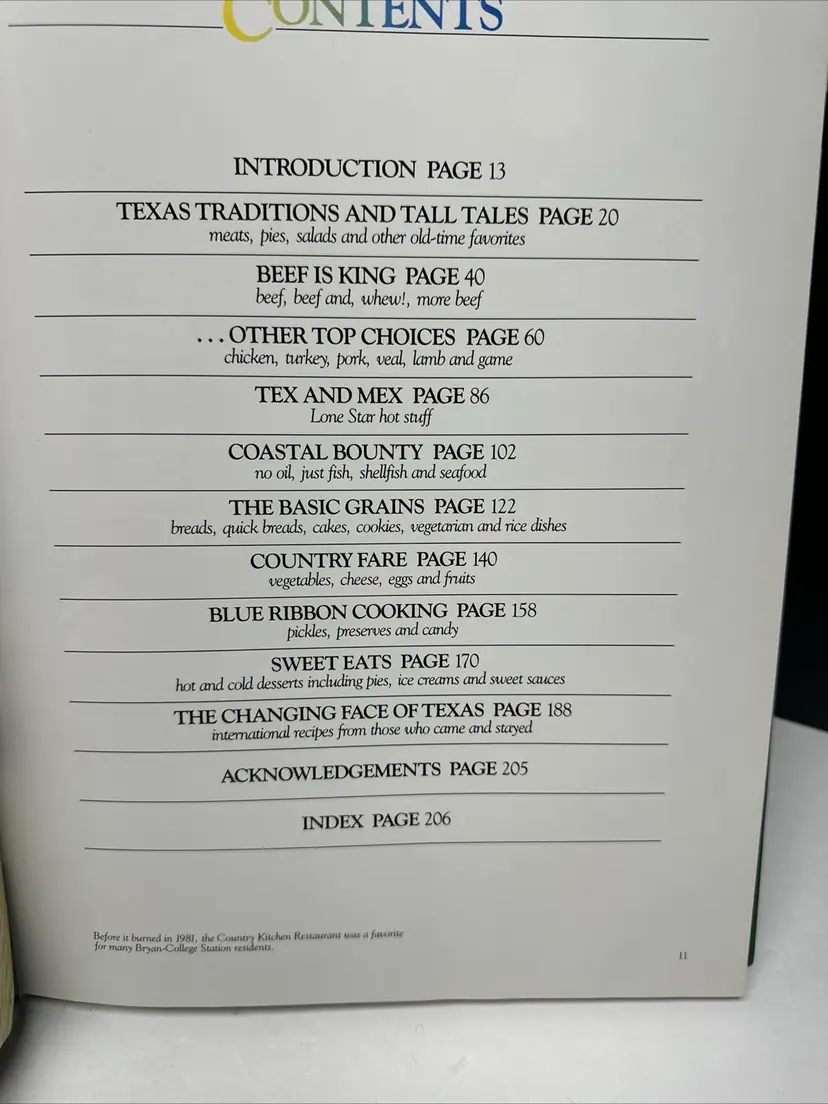 CONTENTS
INTRODUCTION PAGE 13
TEXAS TRADITIONS AND TALL TALES PAGE 20
meats, pies, salads and other old-time favorites
BEEF IS KING PAGE 40
beef, beef and, whew!, more beef
...OTHER TOP CHOICES PAGE 60
chicken, turkey, pork, veal, lamb and game
TEX AND MEX PAGE 86
Lone Star hot stuff
COASTAL BOUNTY PAGE 102
no oil, just fish, shellfish and seafood
THE BASIC GRAINS PAGE 122
breads, quick breads, cakes, cookies, vegetarian and rice dishes
COUNTRY FARE PAGE 140
vegetables, cheese, eggs and fruits
BLUE RIBBON COOKING PAGE 158
pickles, preserves and candy
SWEET EATS PAGE 170
hot and cold desserts including pies, ice creams and sweet sauces
THE CHANGING FACE OF TEXAS PAGE 188
international recipes from those who came and stayed
ACKNOWLEDGEMENTS PAGE 205
INDEX PAGE 206
Before it burned in 1981, the Country Kitchen Restaurant was a favorite
for many Bryan-College Station residents.
11